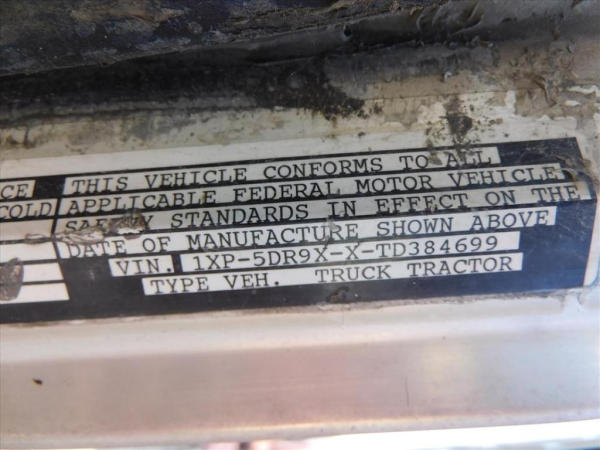 CE THIS VEHICLE CONFORMS TO ALL
COLD APPLICABLE FEDERAL MOTOR VEHICLE
SAFETY STANDARDS IN EFFECT ON THE
DATE OF MANUFACTURE SHOWN ABOVE
VIN. 1XP-5DR9X-X-TD384699
TYPE VEH. TRUCK TRACTOR